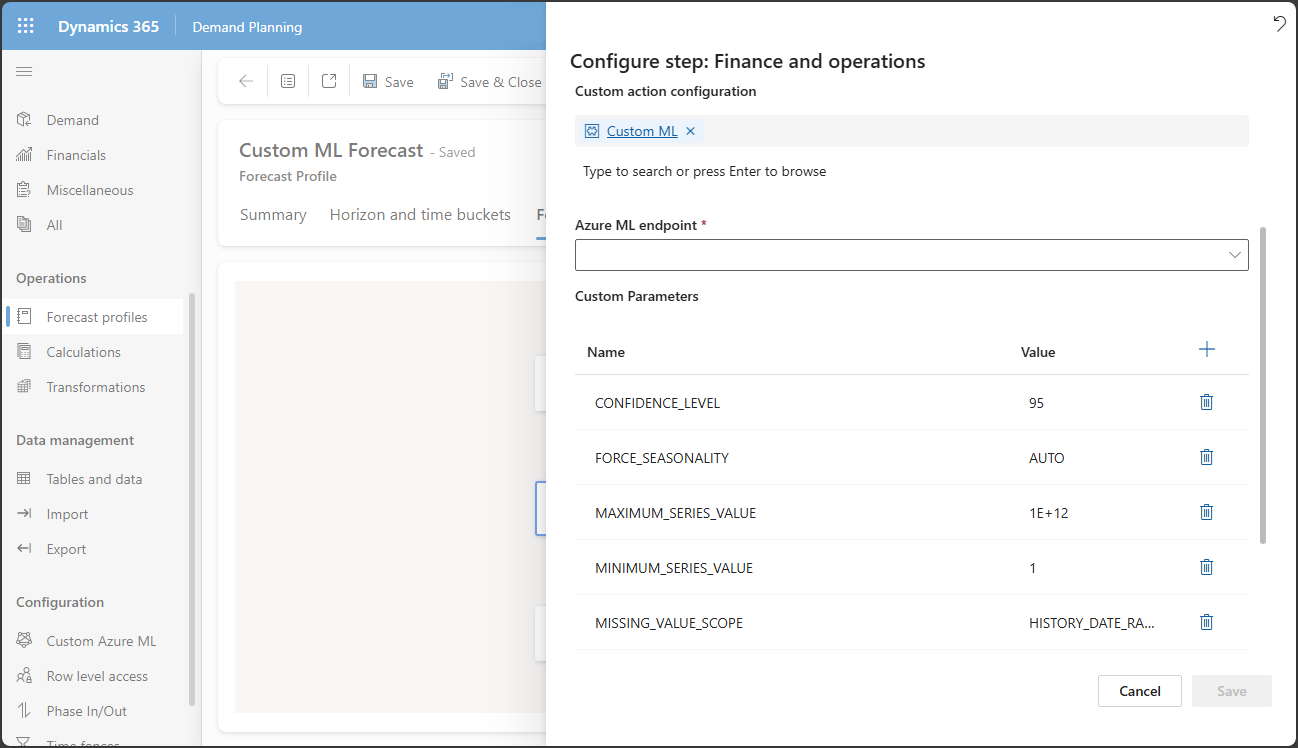 Dynamics 365
Demand Planning
Demand
Financials
Miscellaneous
All
Operations
Forecast profiles
Calculations
Transformations
Data management
Tables and data
Import
Export
Configuration
Custom Azure ML
Row level access
Phase In/Out
Time fences
Save
Save & Close
Custom ML Forecast - Saved
Forecast Profile
Summary
Horizon and time buckets
Configure step: Finance and operations
Custom action configuration
Custom ML
Type to search or press Enter to browse
Azure ML endpoint *
Custom Parameters
Name Value
CONFIDENCE_LEVEL 95
FORCE_SEASONALITY AUTO
MAXIMUM_SERIES_VALUE 1E+12
MINIMUM_SERIES_VALUE 1
MISSING_VALUE_SCOPE HISTORY_DATE_RA...
Cancel
Save